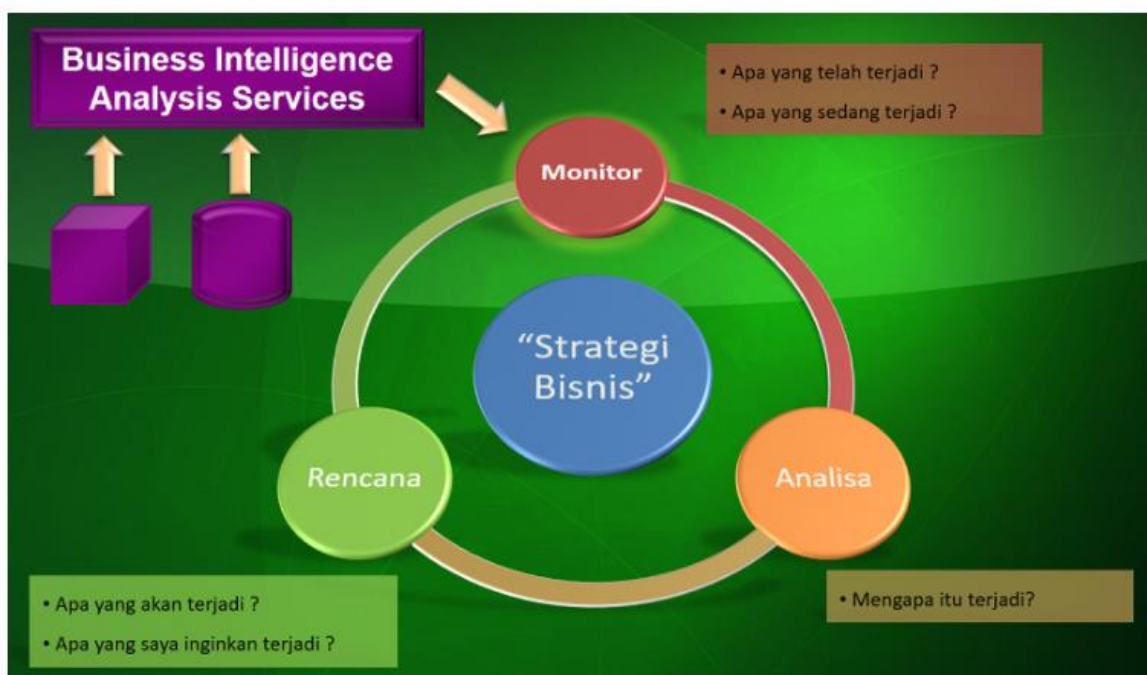 Business Intelligence
Analysis Services
• Apa yang telah terjadi ?
• Apa yang sedang terjadi ?
Monitor
“Strategi
Bisnis”
Rencana
Analisa
• Apa yang akan terjadi ?
• Apa yang saya inginkan terjadi ?
• Mengapa itu terjadi?